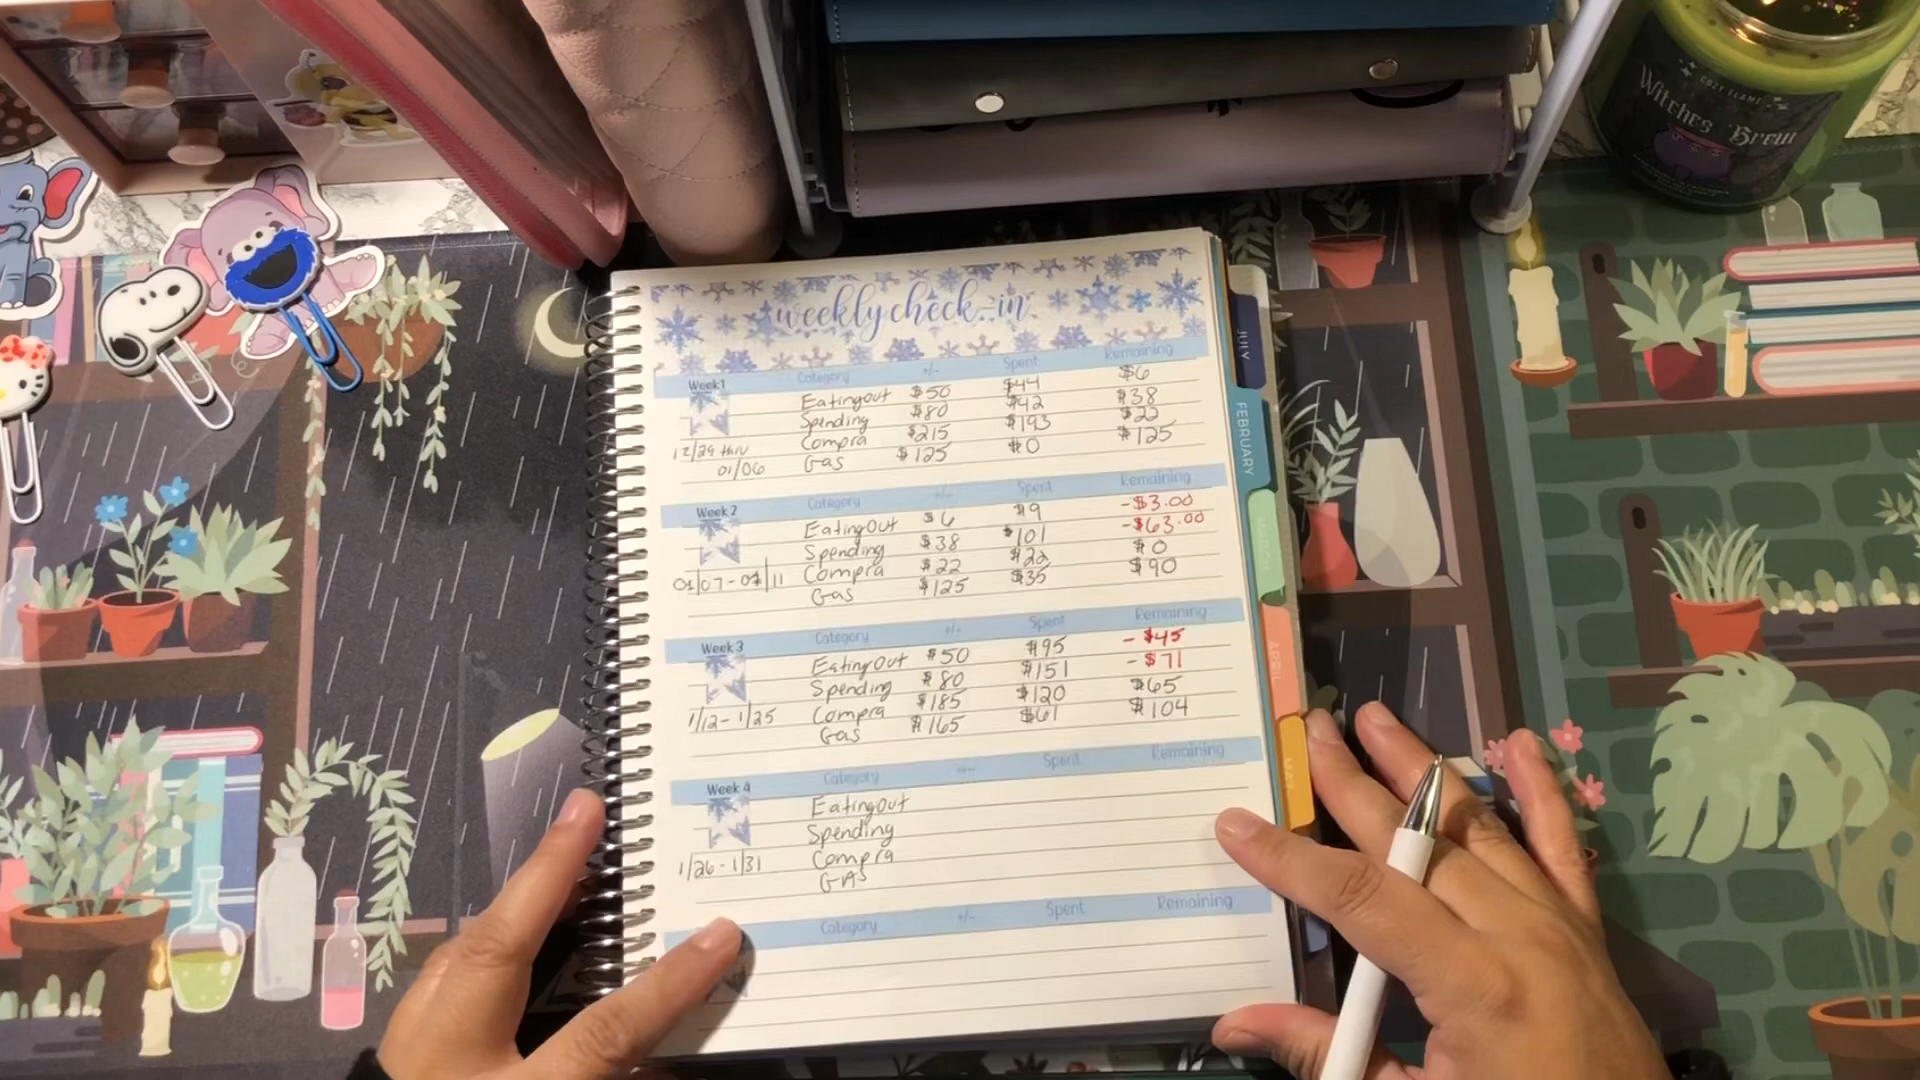 COZY FLAME
Witches Brew
weekly check-in
Week 1 Category +/- Spent Remaining
Eating out $50 $44 $6
Spending $80 $42 $38
Compra $215 $193 $22
Gas $125 $0 $125
12/29 thru
01/06
Week 2 Category +/- Spent Remaining
Eating Out $6 $9 -$3.00
Spending $38 $101 -$63.00
Compra $22 $22 $0
Gas $125 $35 $90
01/07 - 01/11
Week 3 Category +/- Spent Remaining
Eating Out $50 $95 - $45
Spending $80 $151 - $71
Compra $185 $120 $65
Gas $165 $61 $104
1/12 - 1/25
Week 4 Category +/- Spent Remaining
Eating Out
Spending
Compra
GAS
1/26 - 1/31
Category +/- Spent Remaining
JULY
FEBRUARY
MARCH
APRIL
MAY